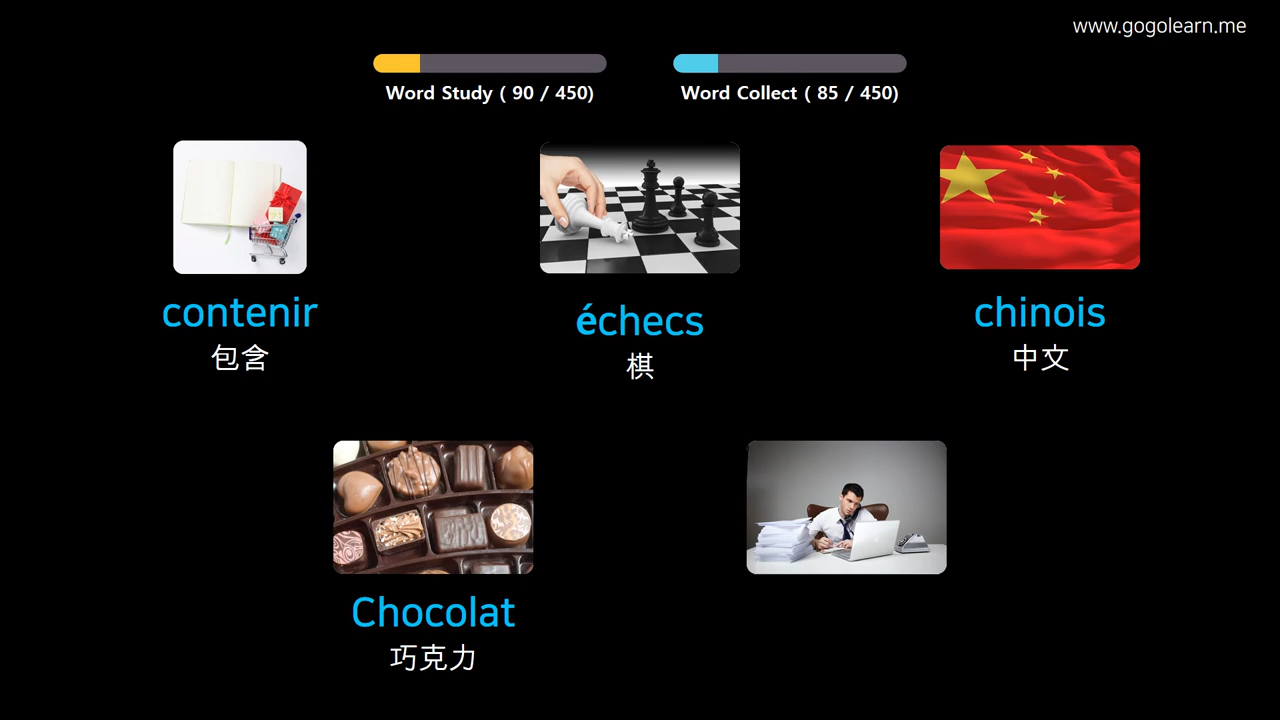 www.gogolearn.me
Word Study ( 90 / 450)
Word Collect ( 85 / 450)
contenir
包含
échecs
棋
chinois
中文
Chocolat
巧克力